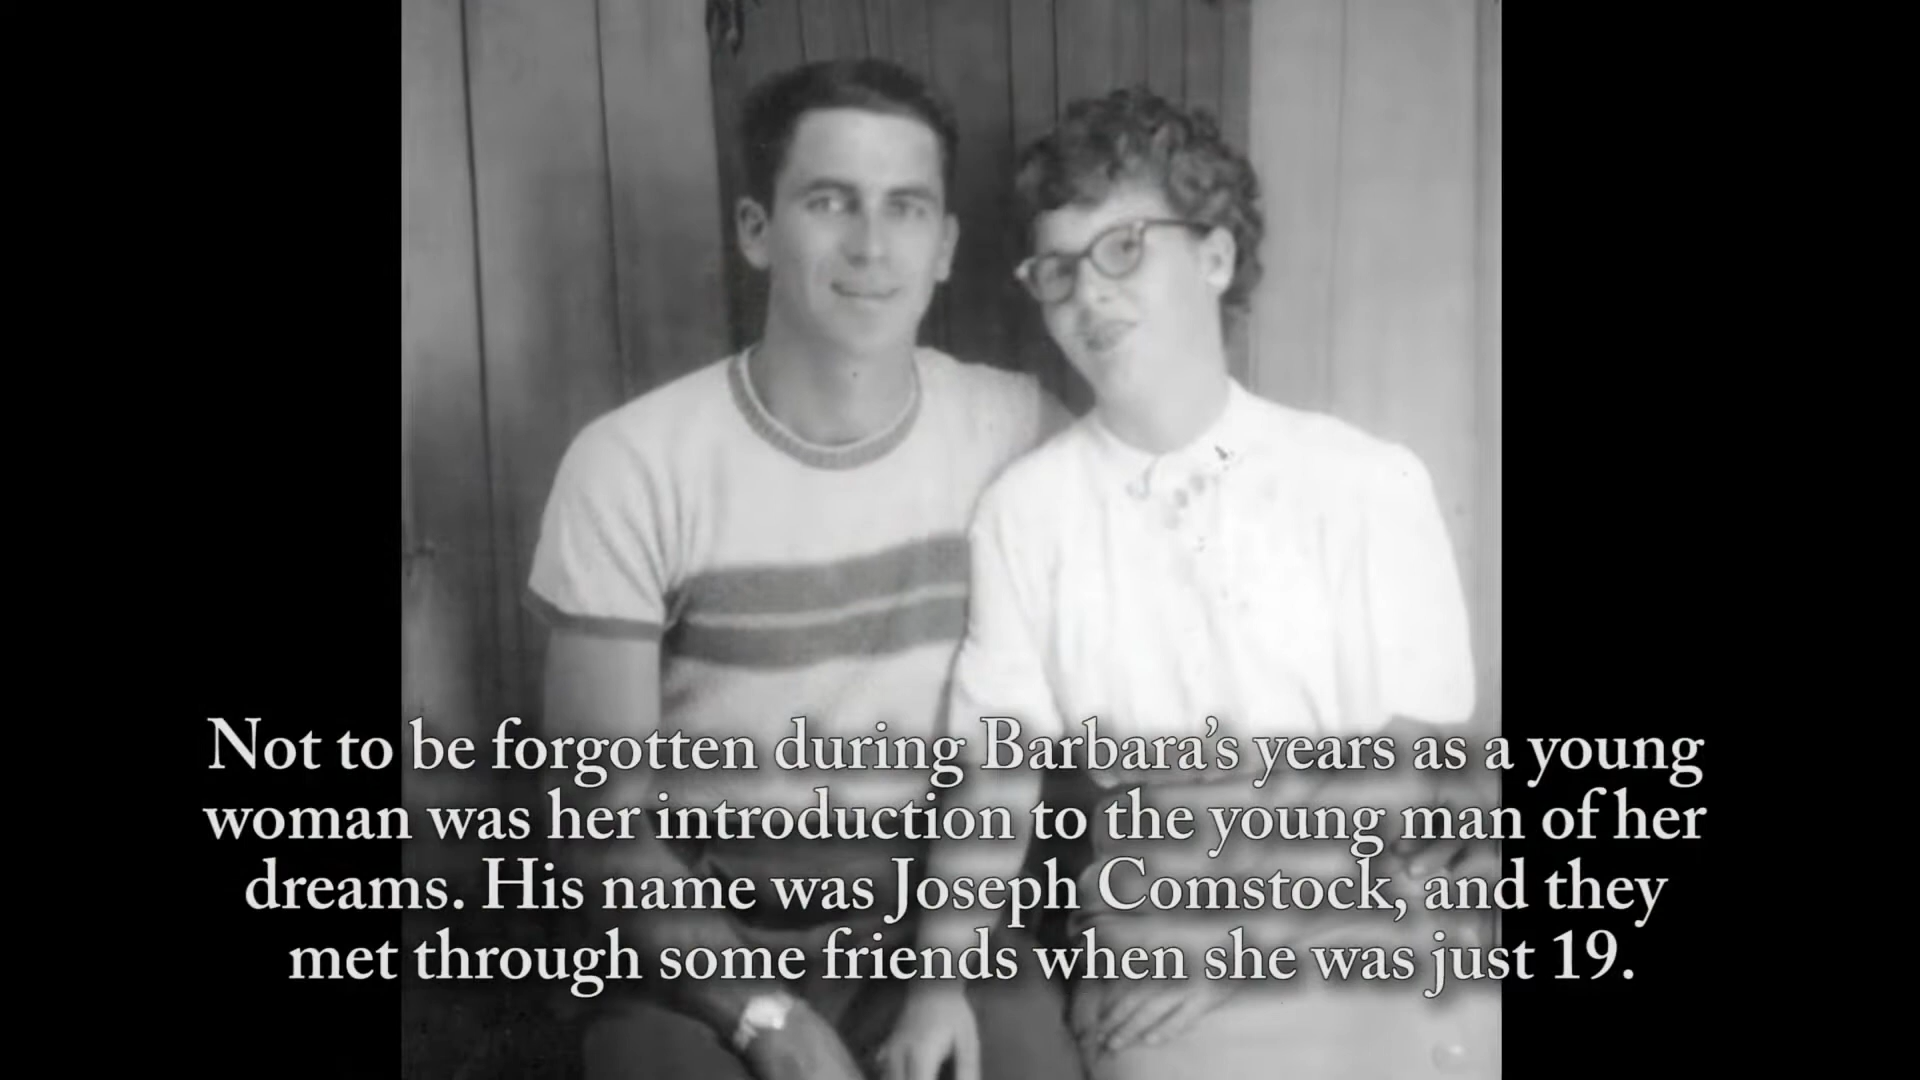 Not to be forgotten during Barbara's years as a young
woman was her introduction to the young man of her
dreams. His name was Joseph Comstock, and they
met through some friends when she was just 19.